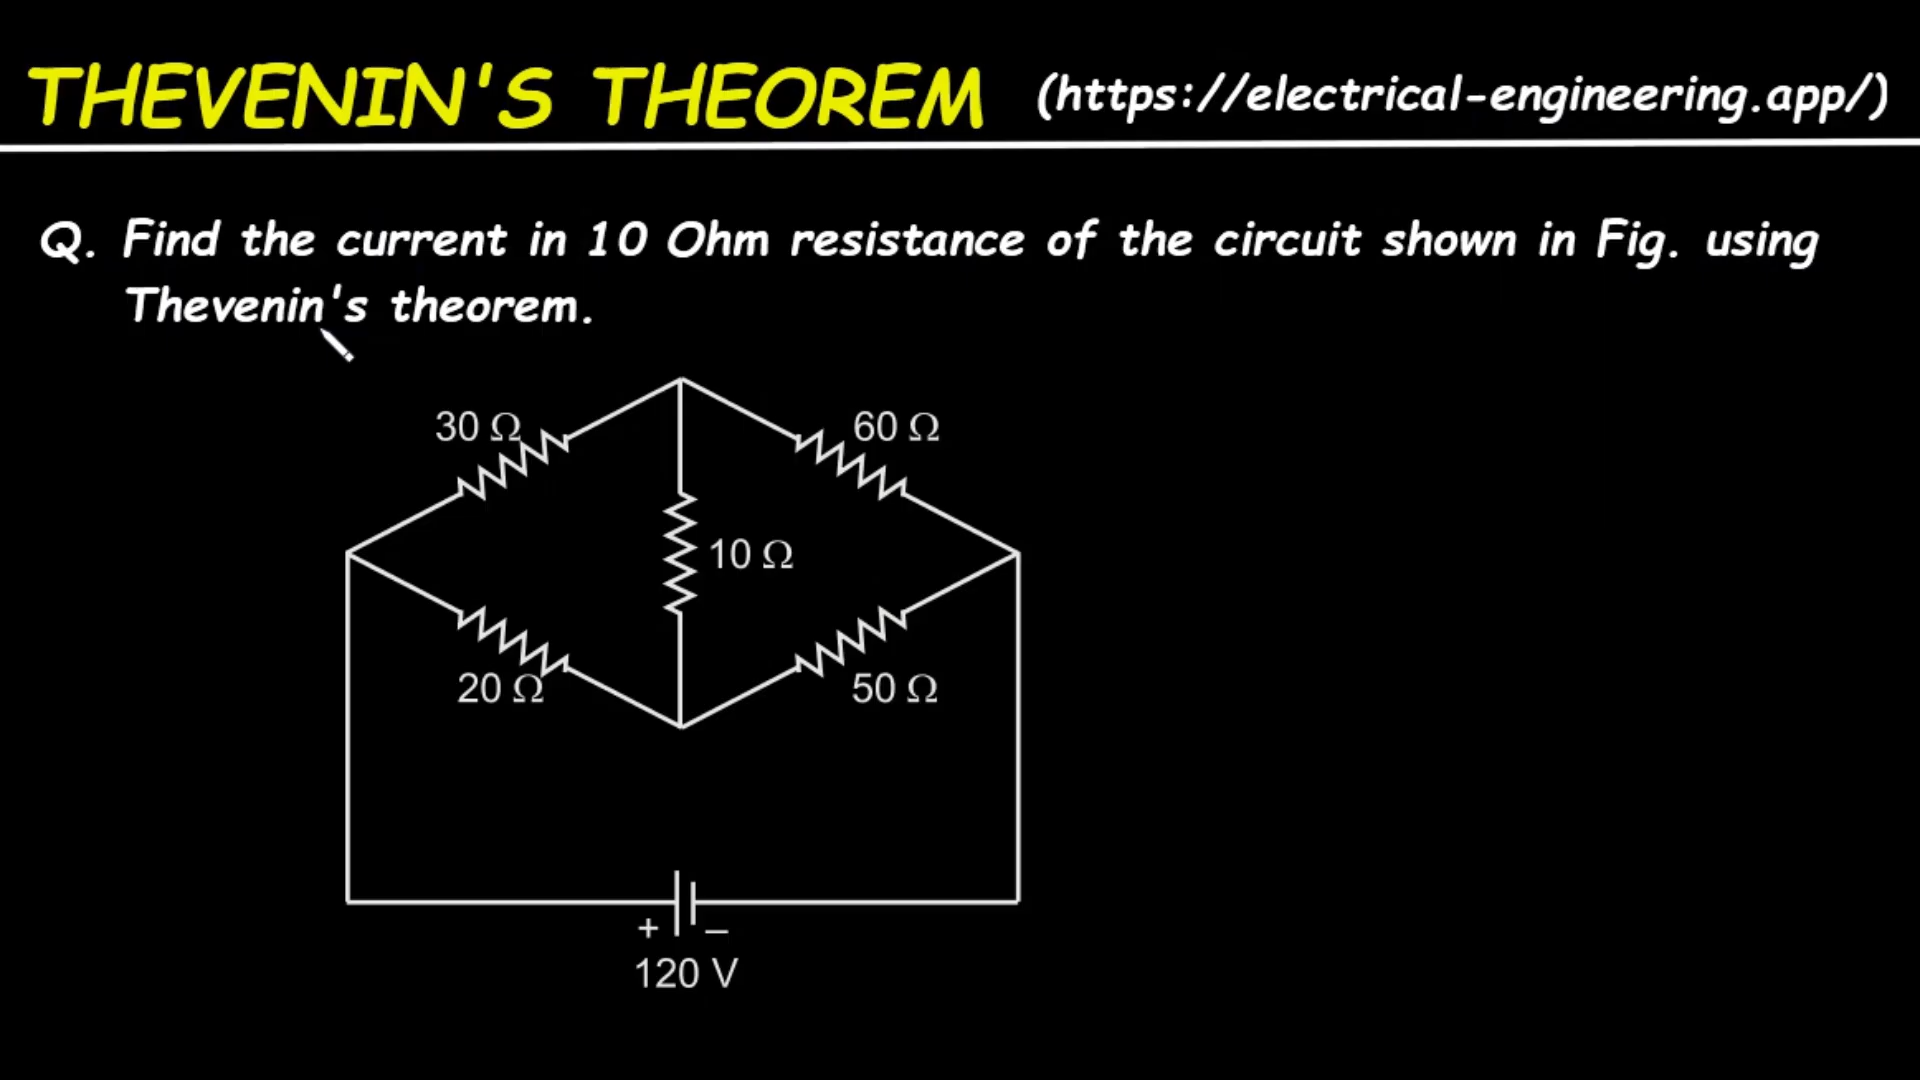 THEVENIN'S THEOREM (https://electrical-engineering.app/)
Q. Find the current in 10 Ohm resistance of the circuit shown in Fig. using
Thevenin's theorem.
30 Ω
60 Ω
10 Ω
20 Ω
50 Ω
+ –
120 V